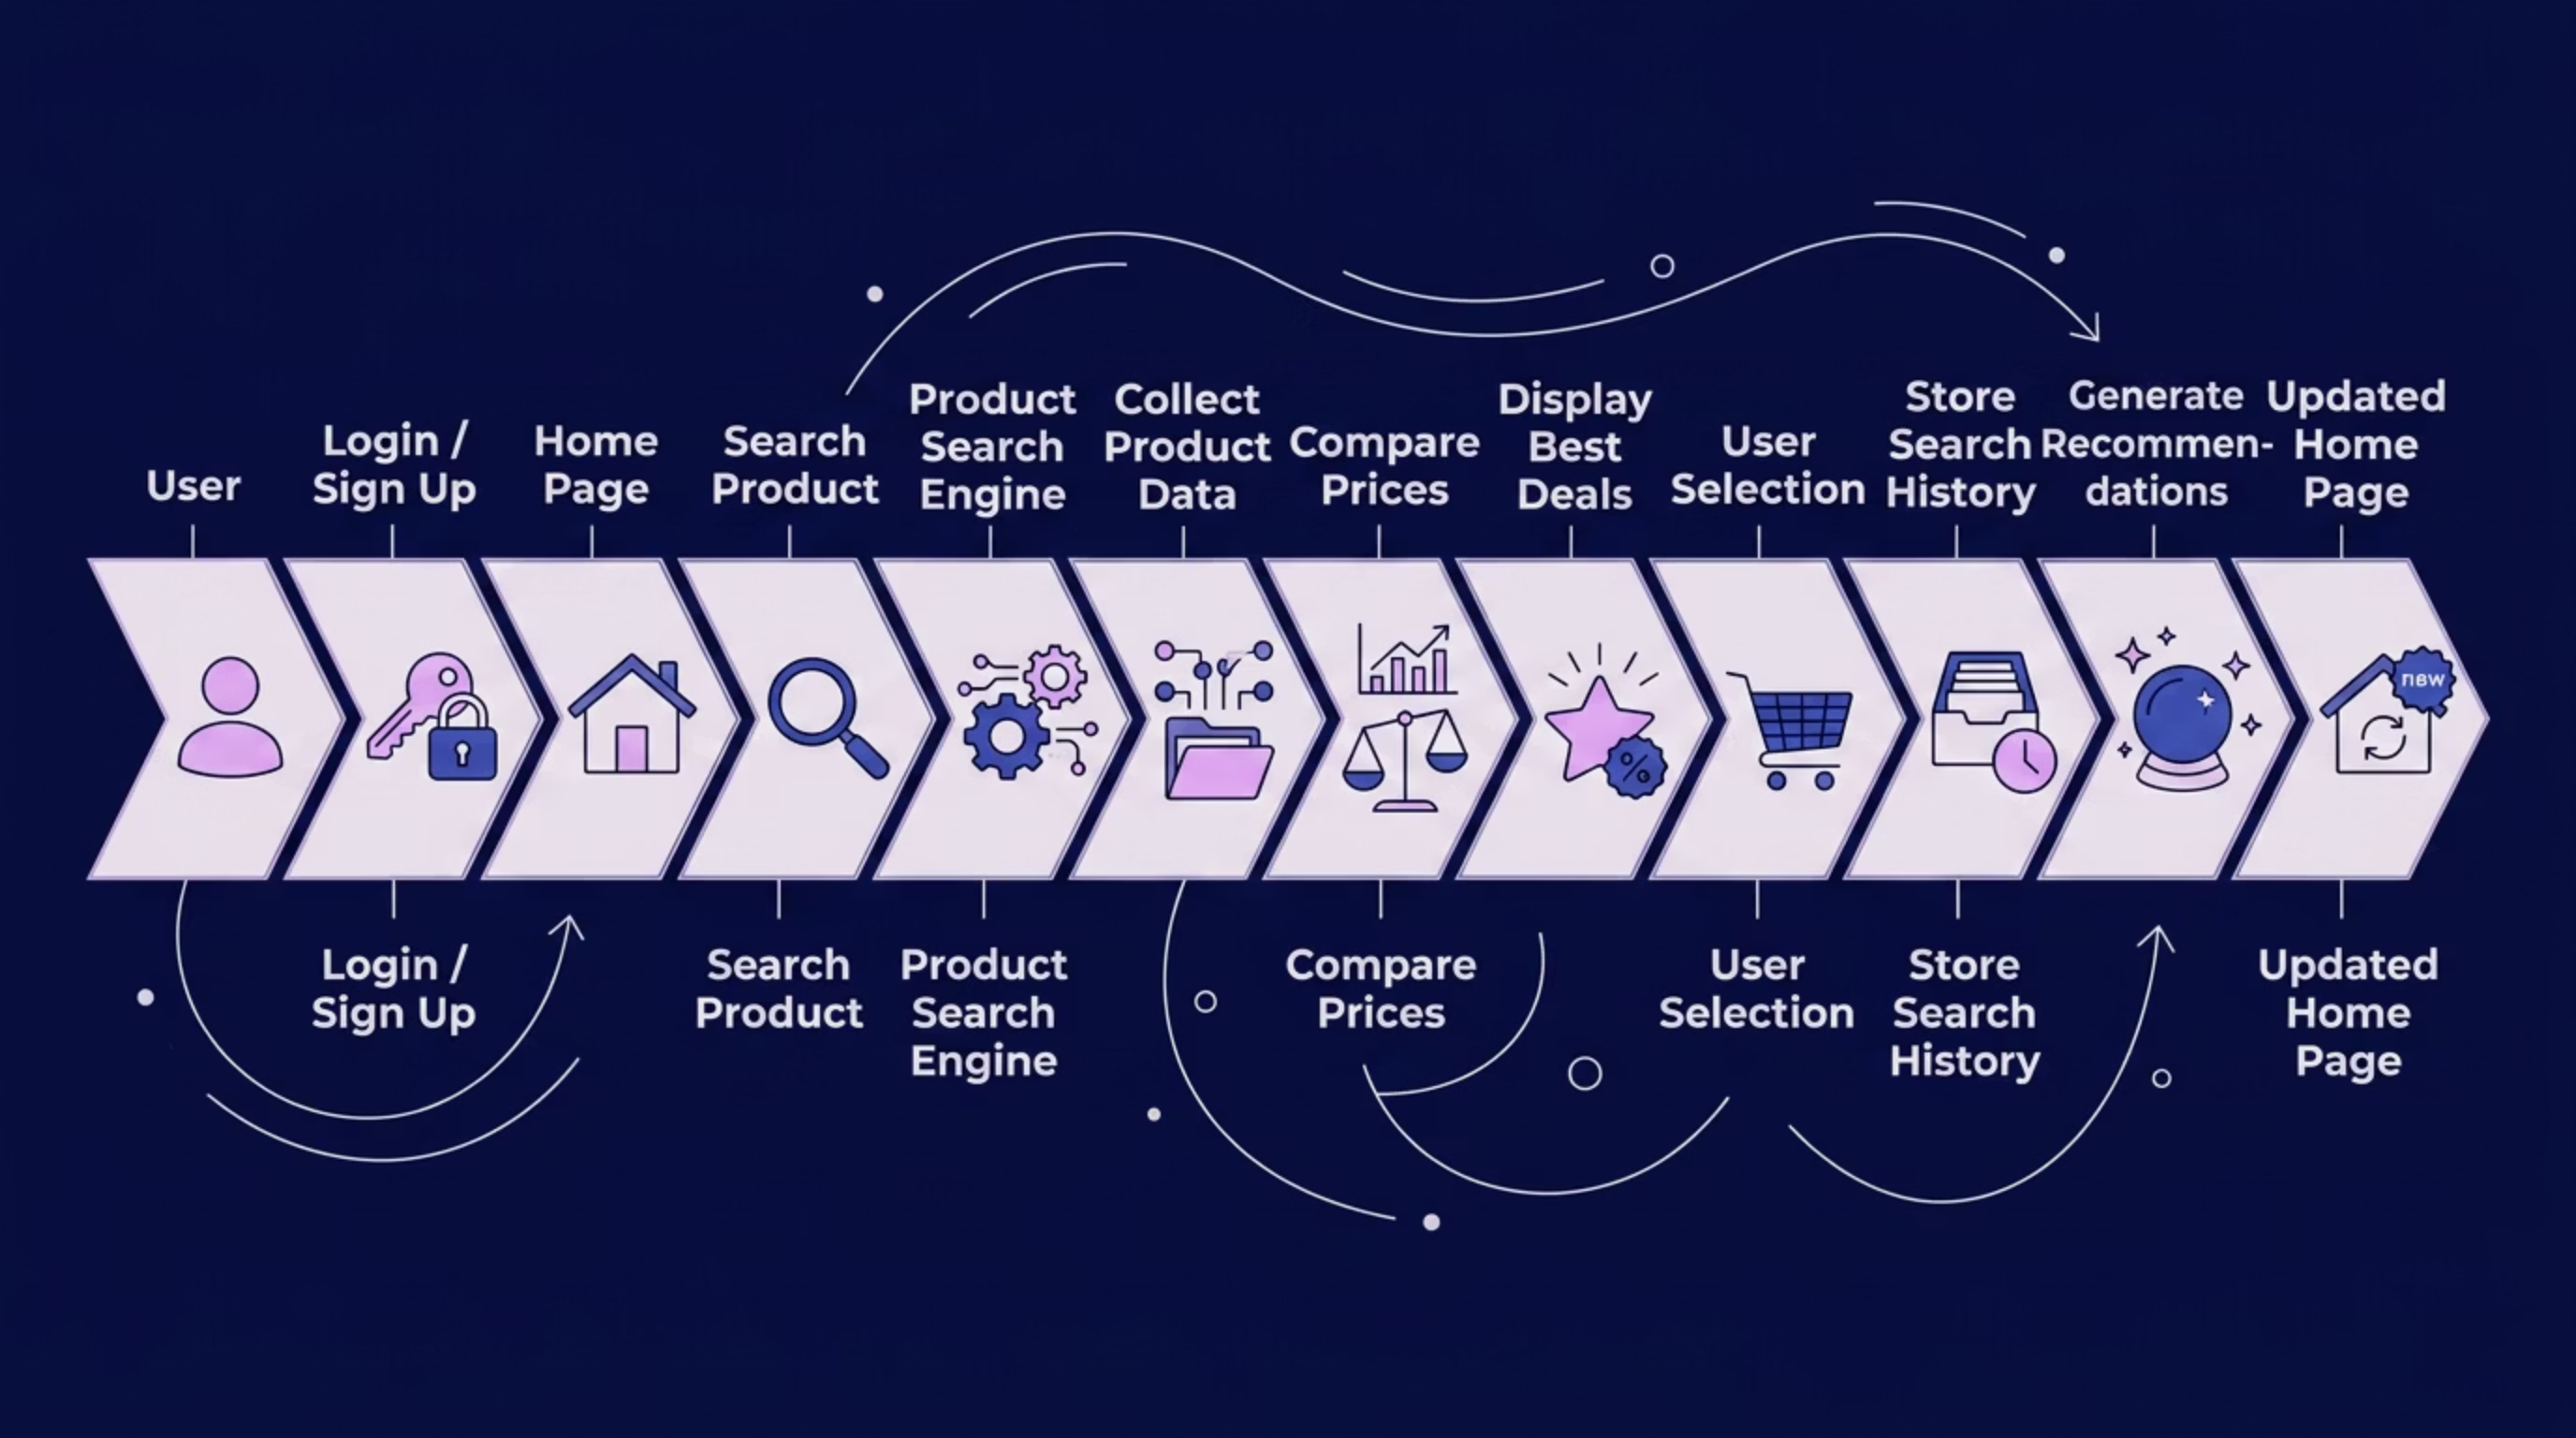 User
Login /
Sign Up
Home
Page
Search
Product
Product
Search
Engine
Collect
Product
Data
Compare
Prices
Display
Best
Deals
User
Selection
Store
Search
History
Generate
Recommen-
dations
Updated
Home
Page
%
new
Login /
Sign Up
Search
Product
Product
Search
Engine
Compare
Prices
User
Selection
Store
Search
History
Updated
Home
Page